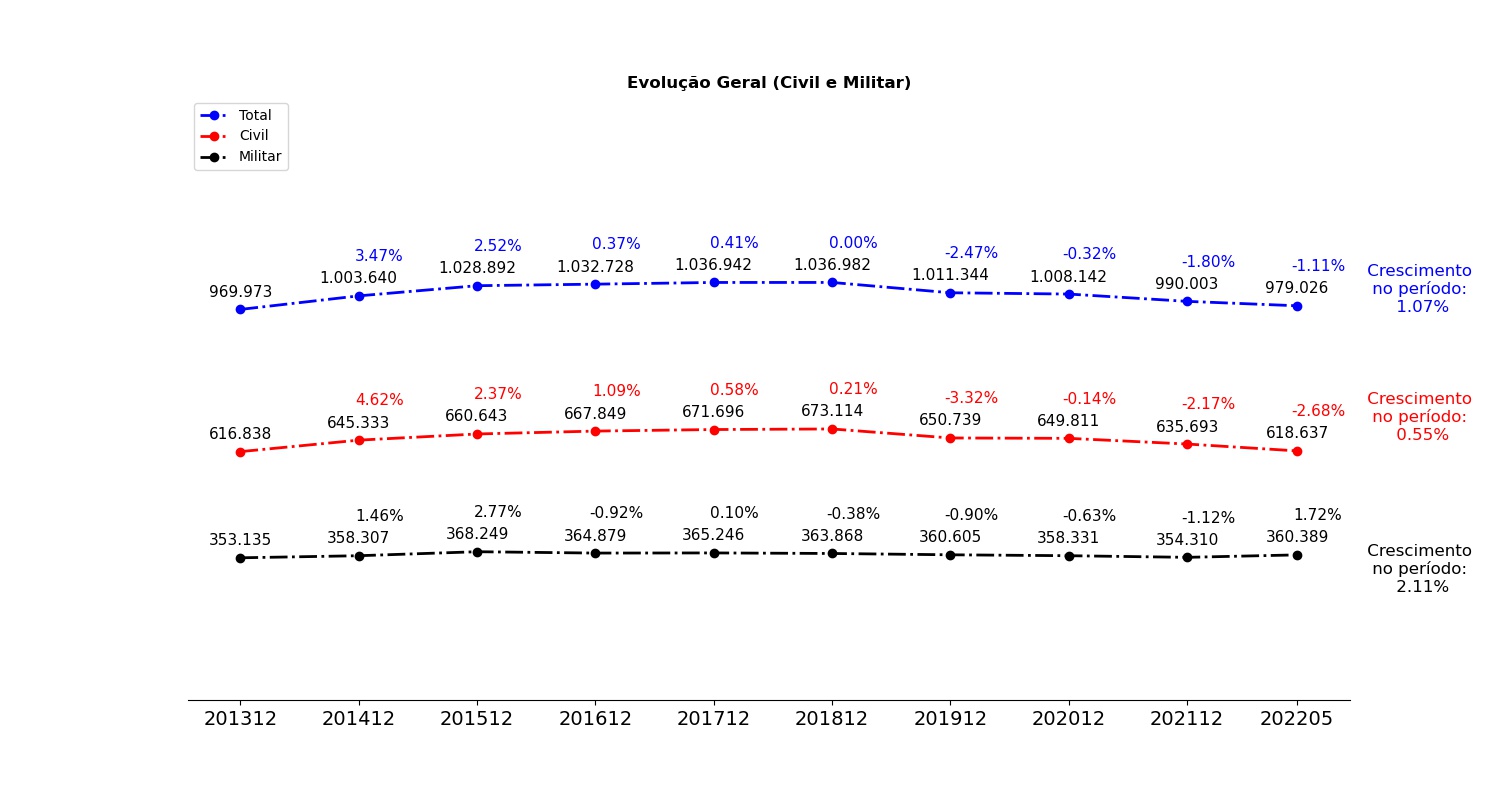 Evolução Geral (Civil e Militar)
Total
Civil
Militar
3.47% 2.52% 0.37% 0.41% 0.00% -2.47% -0.32% -1.80% -1.11%
969.973 1.003.640 1.028.892 1.032.728 1.036.942 1.036.982 1.011.344 1.008.142 990.003 979.026
Crescimento
no período:
1.07%
4.62% 2.37% 1.09% 0.58% 0.21% -3.32% -0.14% -2.17% -2.68%
616.838 645.333 660.643 667.849 671.696 673.114 650.739 649.811 635.693 618.637
Crescimento
no período:
0.55%
1.46% 2.77% -0.92% 0.10% -0.38% -0.90% -0.63% -1.12% 1.72%
353.135 358.307 368.249 364.879 365.246 363.868 360.605 358.331 354.310 360.389
Crescimento
no período:
2.11%
201312 201412 201512 201612 201712 201812 201912 202012 202112 202205